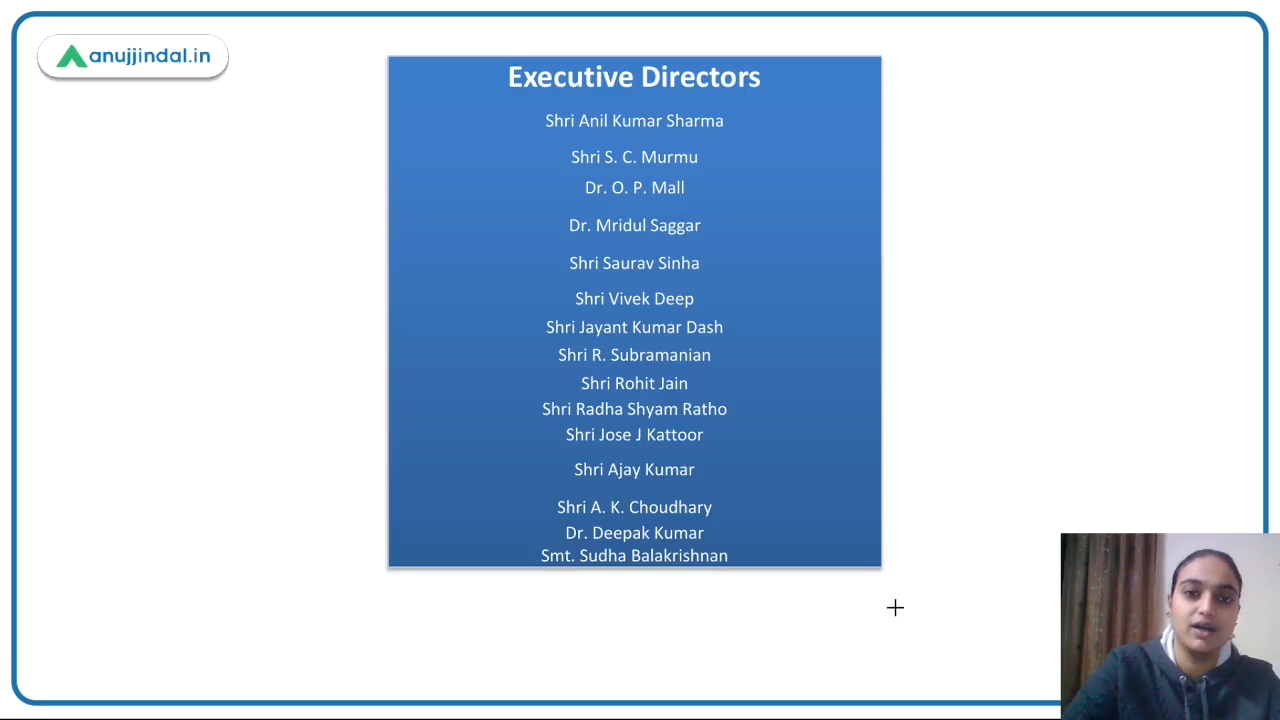 anujjindal.in
Executive Directors
Shri Anil Kumar Sharma
Shri S. C. Murmu
Dr. O. P. Mall
Dr. Mridul Saggar
Shri Saurav Sinha
Shri Vivek Deep
Shri Jayant Kumar Dash
Shri R. Subramanian
Shri Rohit Jain
Shri Radha Shyam Ratho
Shri Jose J Kattoor
Shri Ajay Kumar
Shri A. K. Choudhary
Dr. Deepak Kumar
Smt. Sudha Balakrishnan